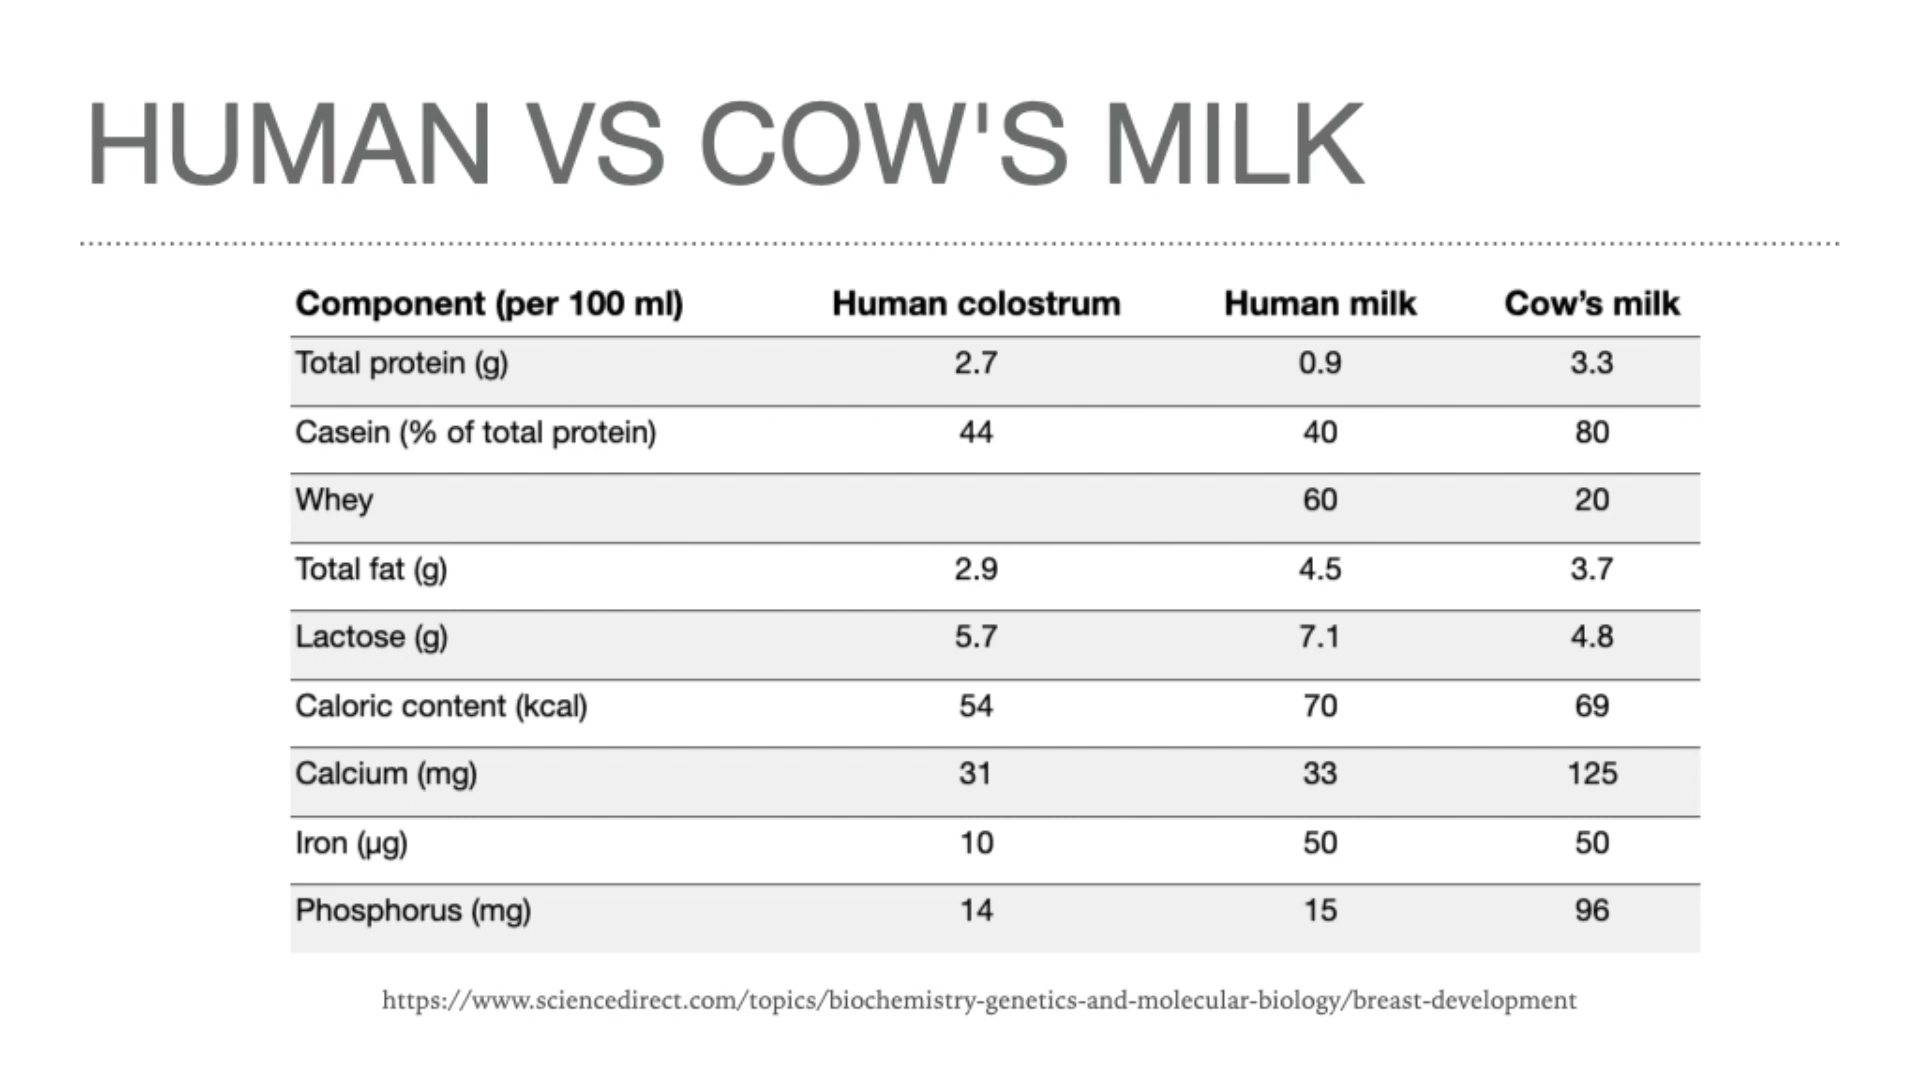 HUMAN VS COW'S MILK
Component (per 100 ml) Human colostrum Human milk Cow’s milk
Total protein (g) 2.7 0.9 3.3
Casein (% of total protein) 44 40 80
Whey 60 20
Total fat (g) 2.9 4.5 3.7
Lactose (g) 5.7 7.1 4.8
Caloric content (kcal) 54 70 69
Calcium (mg) 31 33 125
Iron (µg) 10 50 50
Phosphorus (mg) 14 15 96
https://www.sciencedirect.com/topics/biochemistry-genetics-and-molecular-biology/breast-development